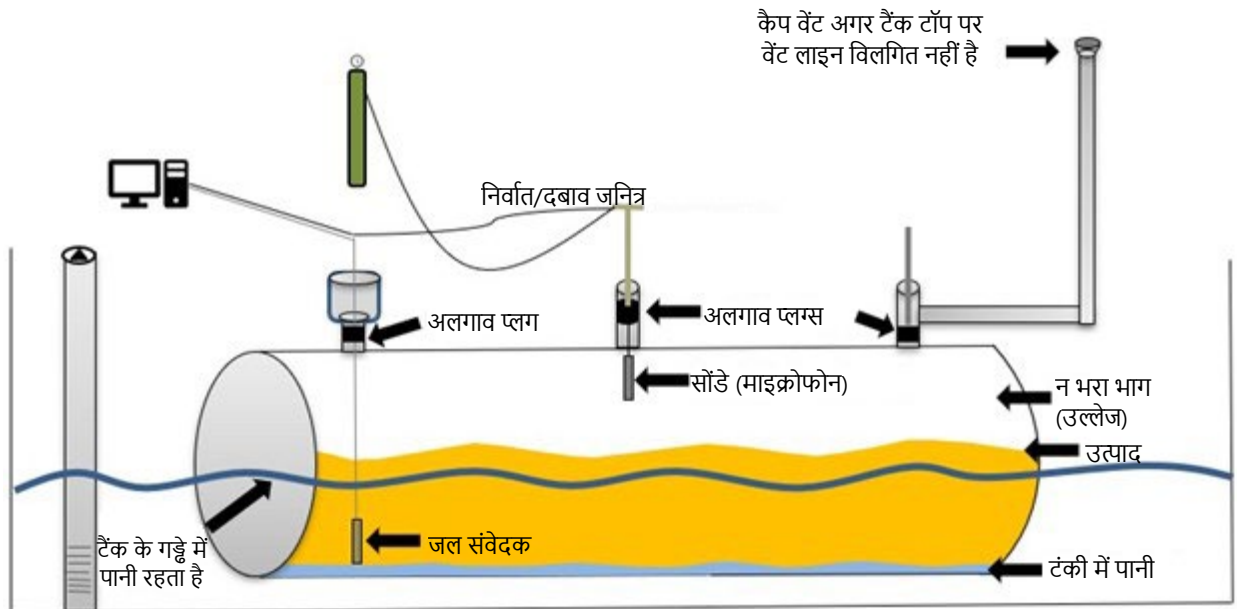 कैप वेंट अगर टैंक टॉप पर
वेंट लाइन विलगित नहीं है
निर्वात/दबाव जनित्र
अलगाव प्लग
अलगाव प्लग्स
सोंडे (माइक्रोफोन)
न भरा भाग
(उल्लेज)
उत्पाद
टैंक के गड्ढे में
पानी रहता है
जल संवेदक
टंकी में पानी